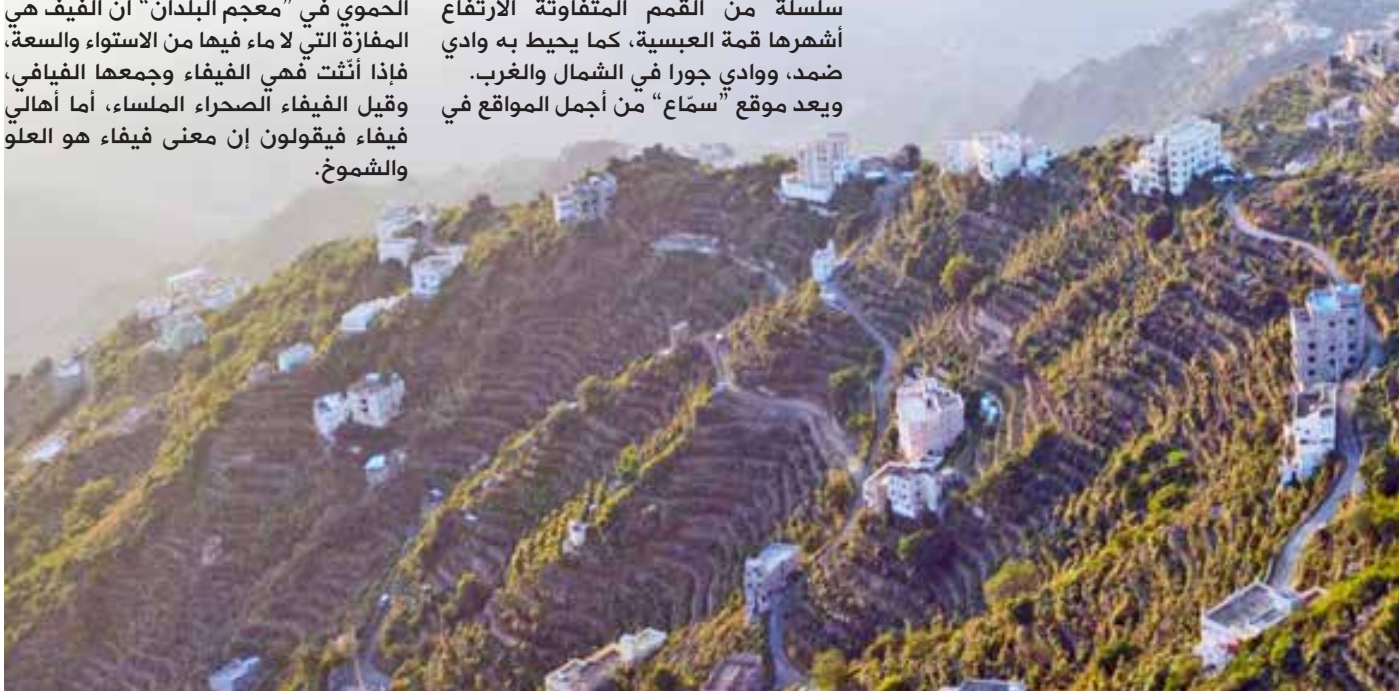 سلسلة من القمم المتفاوتة الارتفاع
أشهرها قمة العبسية، كما يحيط به وادي
ضمد، ووادي جورا في الشمال والغرب.
ويعد موقع ”سمّاع“ من أجمل المواقع في
الحموي في ”معجم البلدان“ أن الفيف هي
المفازة التي لا ماء فيها من الاستواء والسعة،
فإذا أنّثت فهي الفيفاء وجمعها الفيافي،
وقيل الفيفاء الصحراء الملساء، أما أهالي
فيفاء فيقولون إن معنى فيفاء هو العلو
والشموخ.